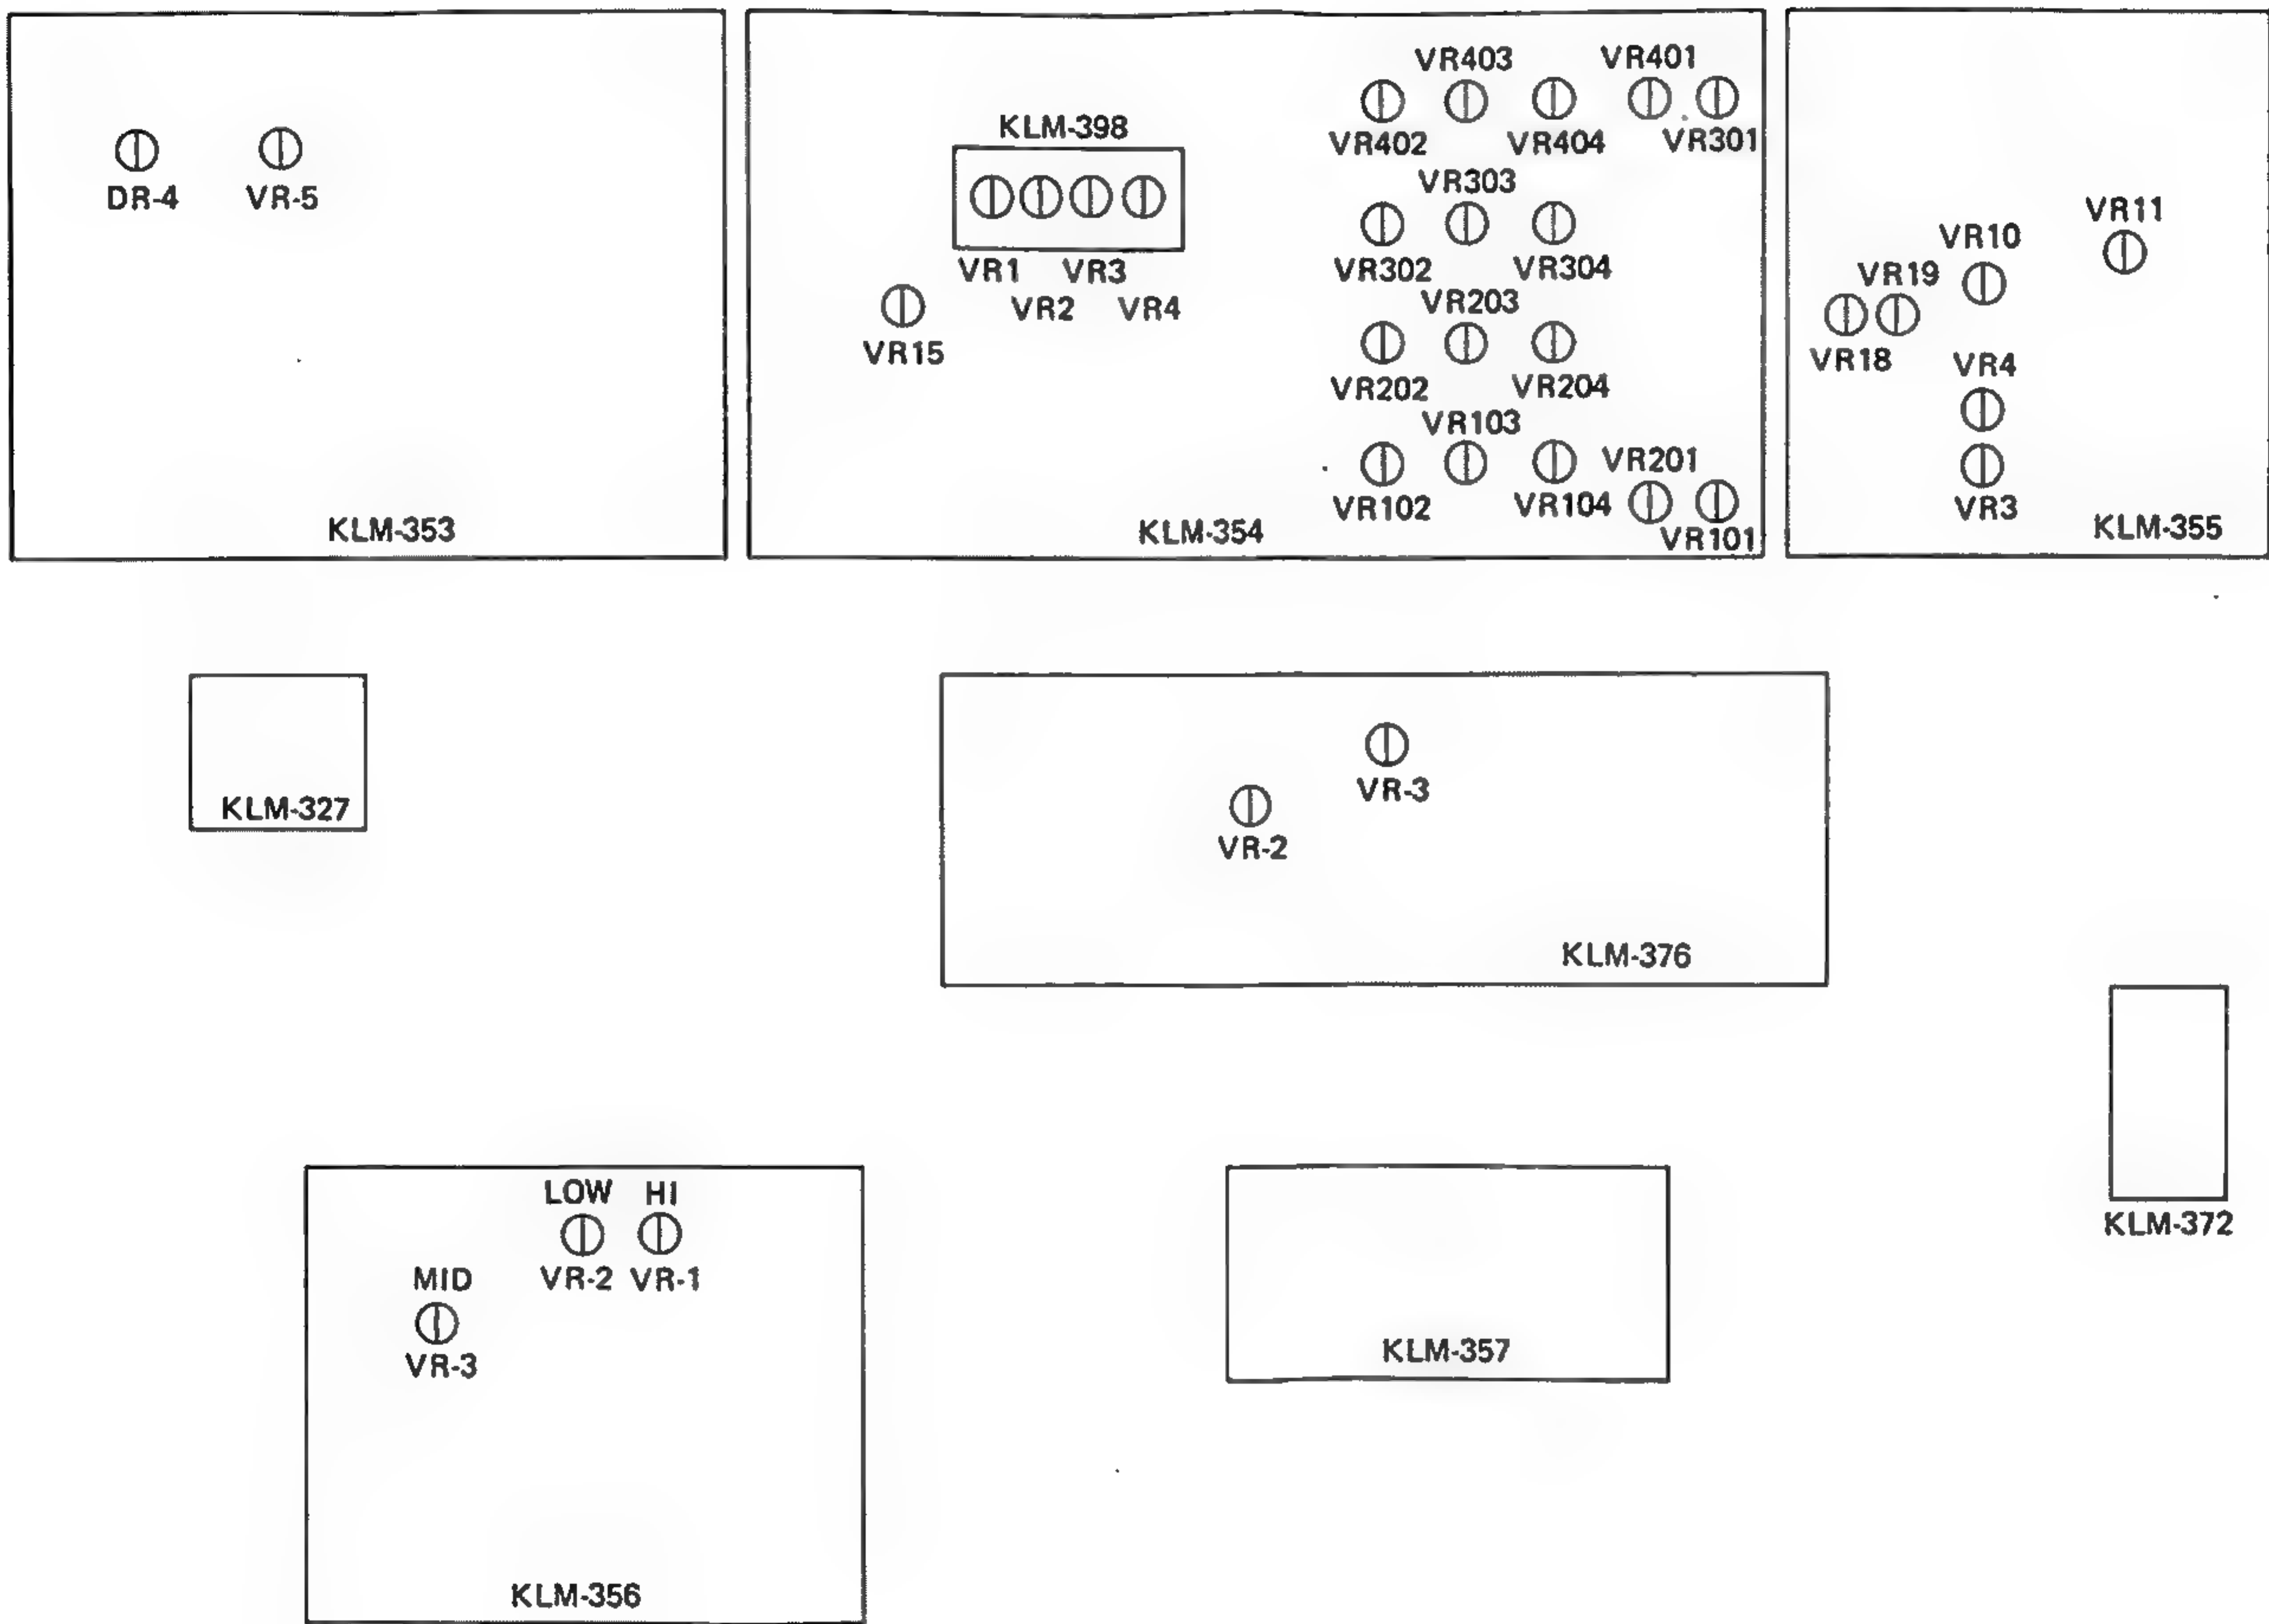 DR-4 VR-5
KLM-353
KLM-398
VR1 VR3
VR2 VR4
VR15
VR403 VR401
VR402 VR404 VR301
VR303
VR302 VR304
VR203
VR202 VR204
VR103
VR201
VR102 VR104
VR101
KLM-354
VR11
VR10
VR19
VR18 VR4
VR3
KLM-355
KLM-327
VR-3
VR-2
KLM-376
KLM-372
LOW HI
VR-2 VR-1
MID
VR-3
KLM-356
KLM-357